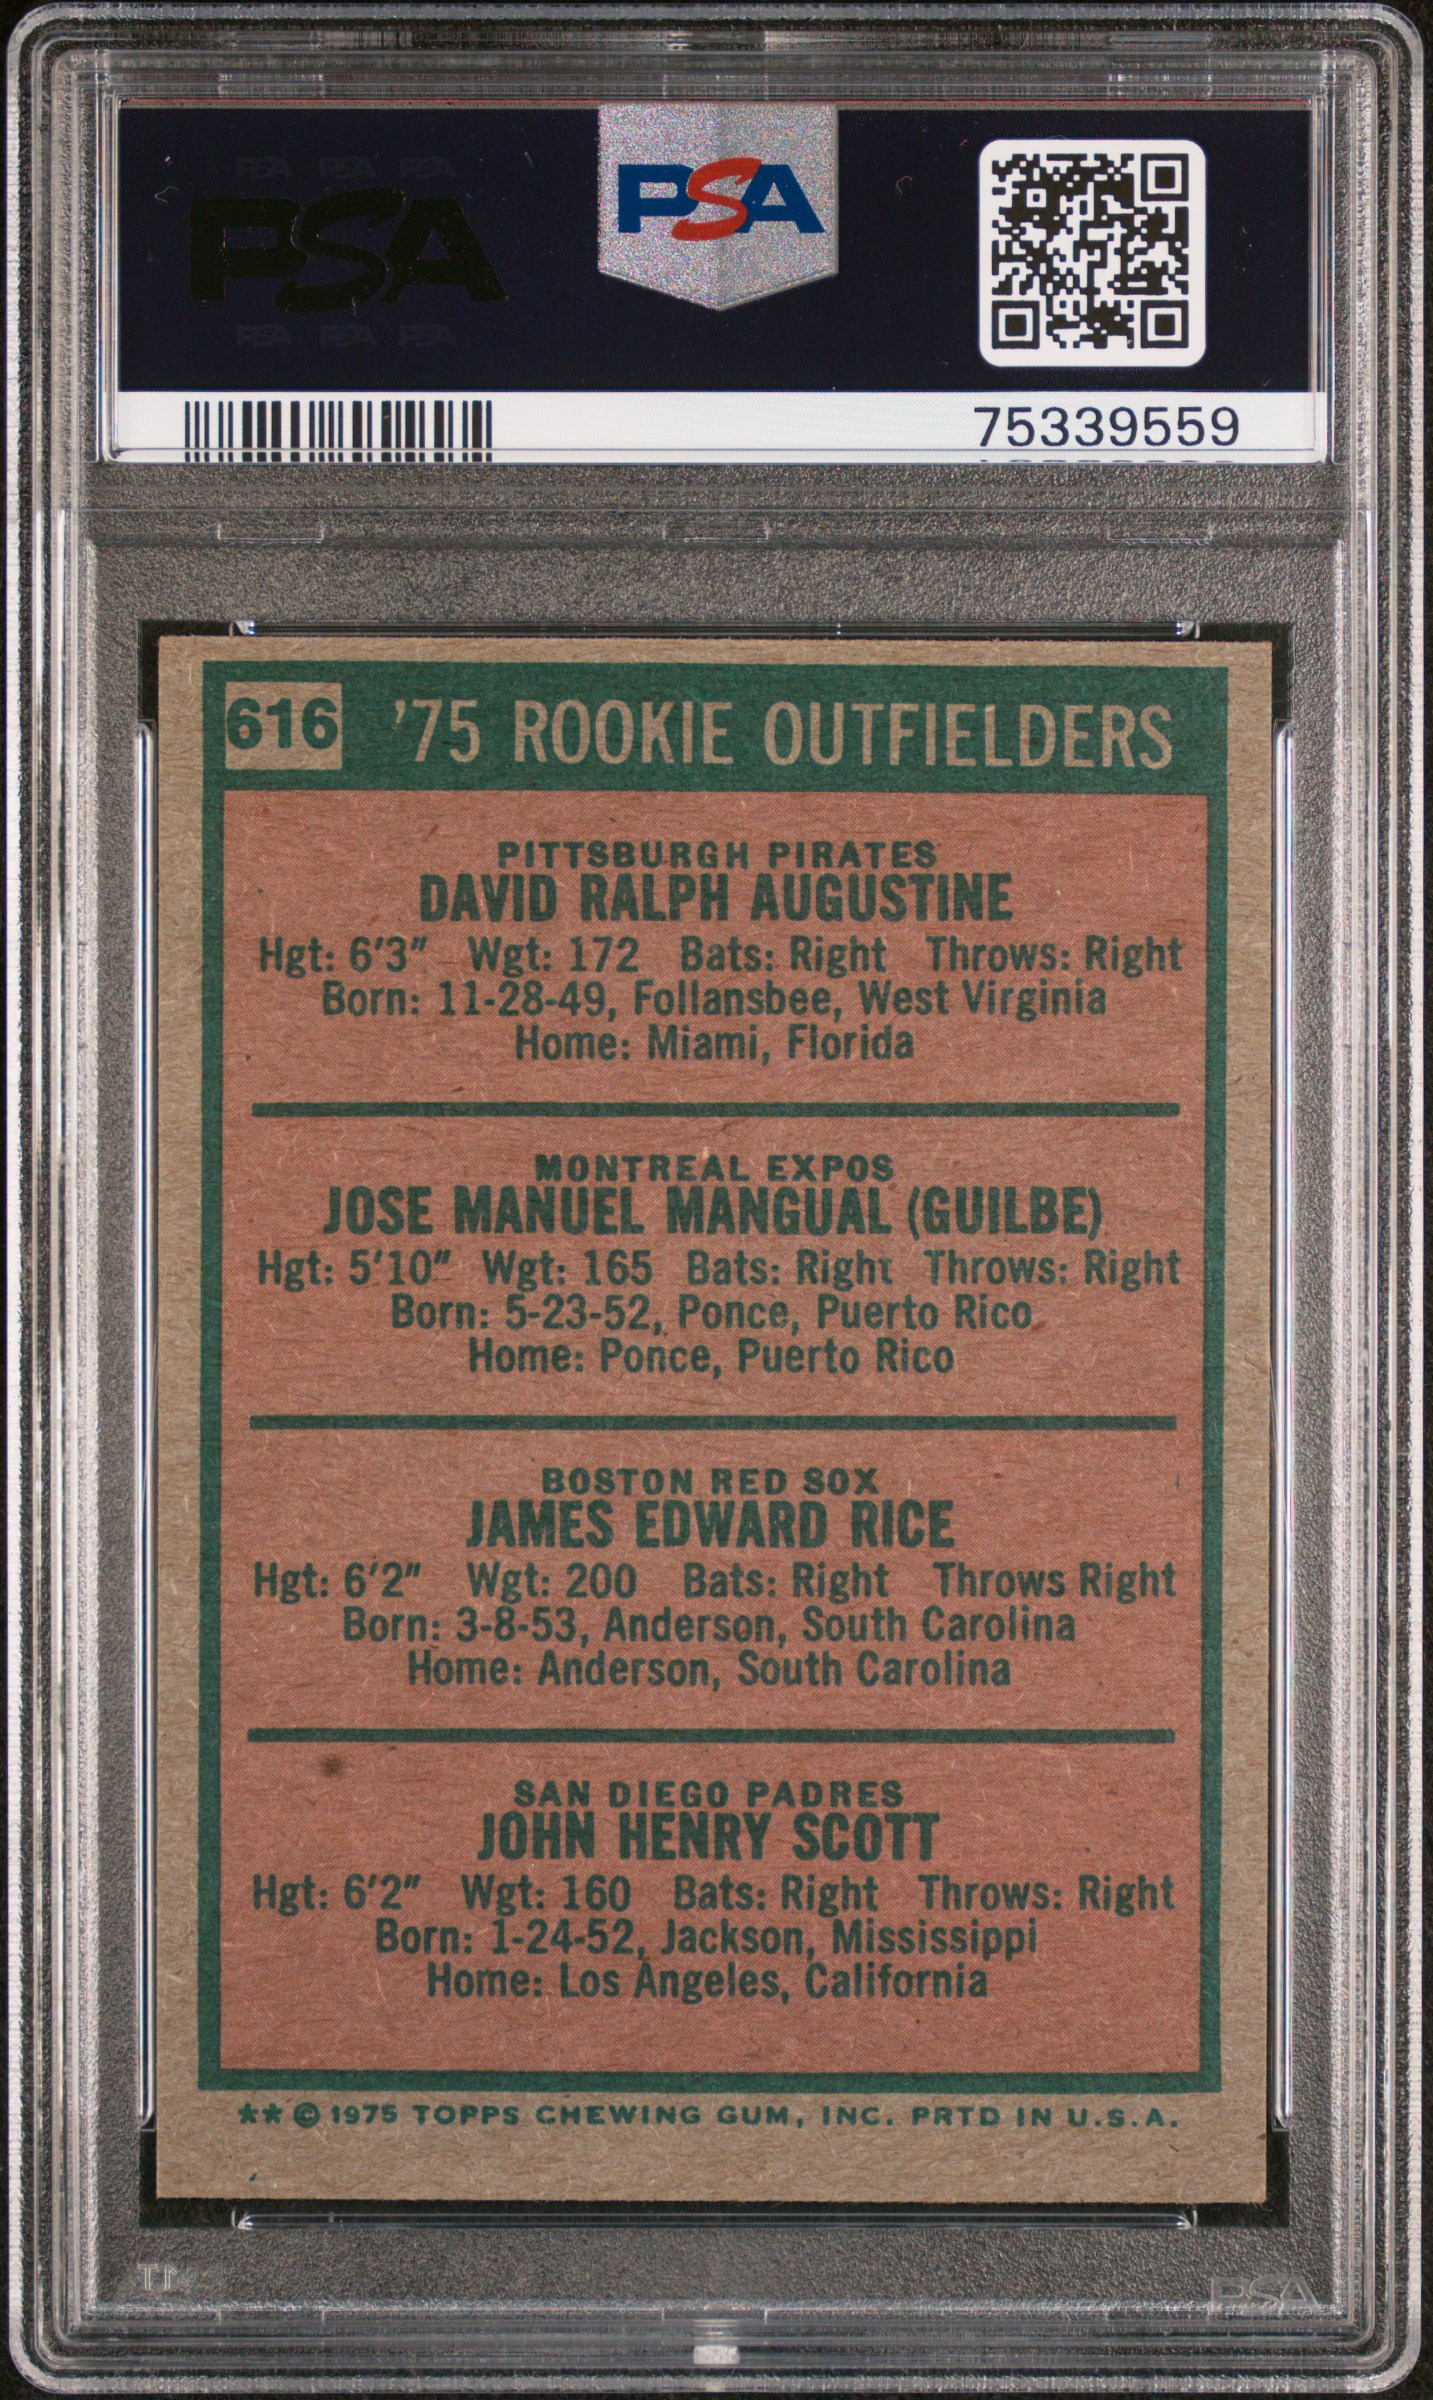 PSA PSA PSA
PSA
PSA PSA PSA
PSA
75339559
616 '75 ROOKIE OUTFIELDERS
PITTSBURGH PIRATES
DAVID RALPH AUGUSTINE
Hgt: 6'3" Wgt: 172 Bats: Right Throws: Right
Born: 11-28-49, Follansbee, West Virginia
Home: Miami, Florida
MONTREAL EXPOS
JOSE MANUEL MANGUAL (GUILBE)
Hgt: 5'10" Wgt: 165 Bats: Right Throws: Right
Born: 5-23-52, Ponce, Puerto Rico
Home: Ponce, Puerto Rico
BOSTON RED SOX
JAMES EDWARD RICE
Hgt: 6'2" Wgt: 200 Bats: Right Throws Right
Born: 3-8-53, Anderson, South Carolina
Home: Anderson, South Carolina
SAN DIEGO PADRES
JOHN HENRY SCOTT
Hgt: 6'2" Wgt: 160 Bats: Right Throws: Right
Born: 1-24-52, Jackson, Mississippi
Home: Los Angeles, California
** © 1975 TOPPS CHEWING GUM, INC. PRTD IN U.S.A.
PSA